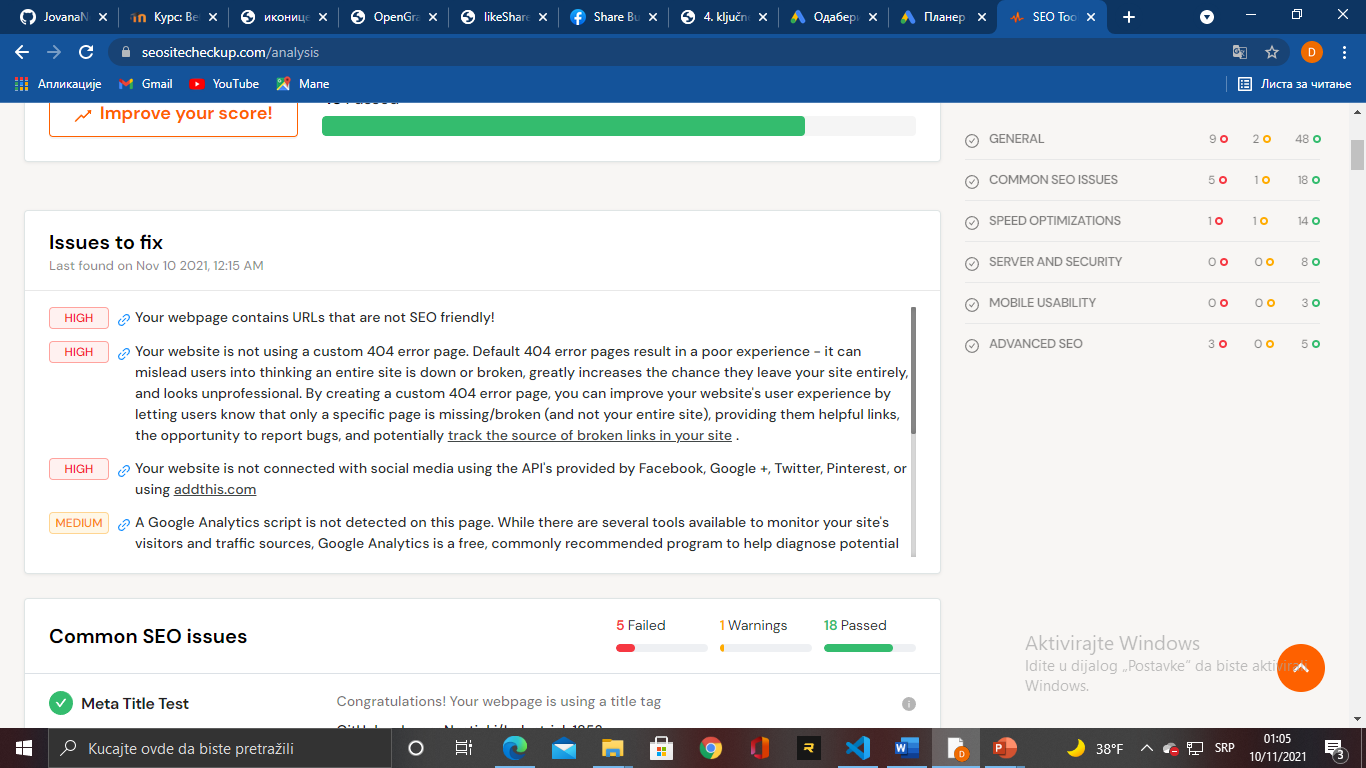 JovanaN
Курс: Ве
иконице
OpenGra
likeShare
Share Bu
4. ključn
Одабери
Планер
SEO Too
seositecheckup.com/analysis
Апликације
Gmail
YouTube
Мапе
Листа за читање
Improve your score!
Passed
Issues to fix
Last found on Nov 10 2021, 12:15 AM
HIGH Your webpage contains URLs that are not SEO friendly!
HIGH Your website is not using a custom 404 error page. Default 404 error pages result in a poor experience - it can
mislead users into thinking an entire site is down or broken, greatly increases the chance they leave your site entirely,
and looks unprofessional. By creating a custom 404 error page, you can improve your website's user experience by
letting users know that only a specific page is missing/broken (and not your entire site), providing them helpful links,
the opportunity to report bugs, and potentially track the source of broken links in your site .
HIGH Your website is not connected with social media using the API's provided by Facebook, Google +, Twitter, Pinterest, or
using addthis.com
MEDIUM A Google Analytics script is not detected on this page. While there are several tools available to monitor your site's
visitors and traffic sources, Google Analytics is a free, commonly recommended program to help diagnose potential
Common SEO issues
5 Failed
1 Warnings
18 Passed
Meta Title Test
Congratulations! Your webpage is using a title tag
GENERAL 9 2 48
COMMON SEO ISSUES 5 1 18
SPEED OPTIMIZATIONS 1 1 14
SERVER AND SECURITY 0 0 8
MOBILE USABILITY 0 0 3
ADVANCED SEO 3 0 5
Aktivirajte Windows
Idite u dijalog „Postavke“ da biste aktivirali
Windows.
Kucajte ovde da biste pretražili
38°F
SRP
01:05
10/11/2021
3